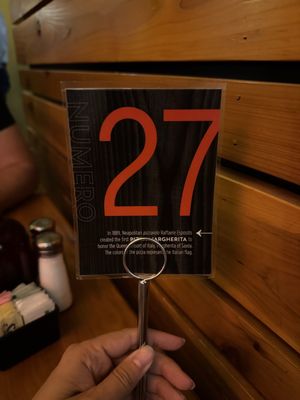 NUMERO
27
In 1889, Neapolitan pizzaiolo Raffaele Esposito
created the first PIZZA MARGHERITA to
honor the Queen consort of Italy, Margherita of Savoy.
The colors of the pizza represent the Italian flag.